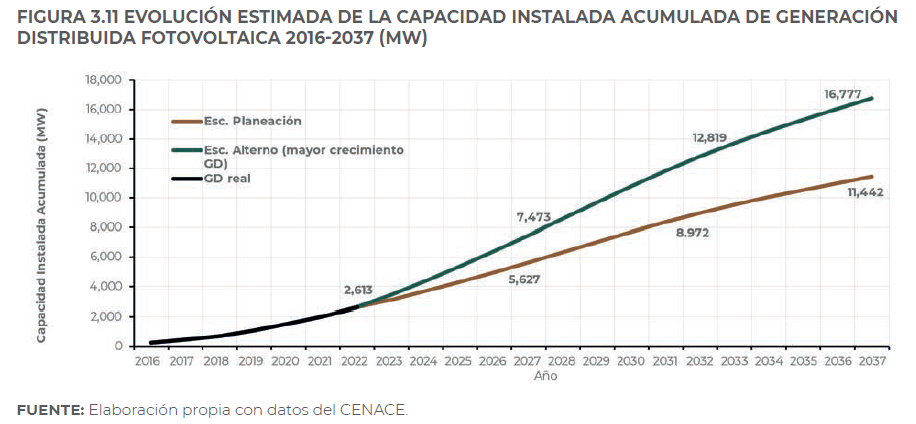 FIGURA 3.11 EVOLUCIÓN ESTIMADA DE LA CAPACIDAD INSTALADA ACUMULADA DE GENERACIÓN
DISTRIBUIDA FOTOVOLTAICA 2016-2037 (MW)
Capacidad Instalada Acumulada (MW)
18,000
16,000
14,000
12,000
10,000
8,000
6,000
4,000
2,000
0
Esc. Planeación
Esc. Alterno (mayor crecimiento
GD)
GD real
16,777
12,819
11,442
7,473
8.972
5,627
2,613
2016 2017 2018 2019 2020 2021 2022 2023 2024 2025 2026 2027 2028 2029 2030 2031 2032 2033 2034 2035 2036 2037
Año
FUENTE: Elaboración propia con datos del CENACE.